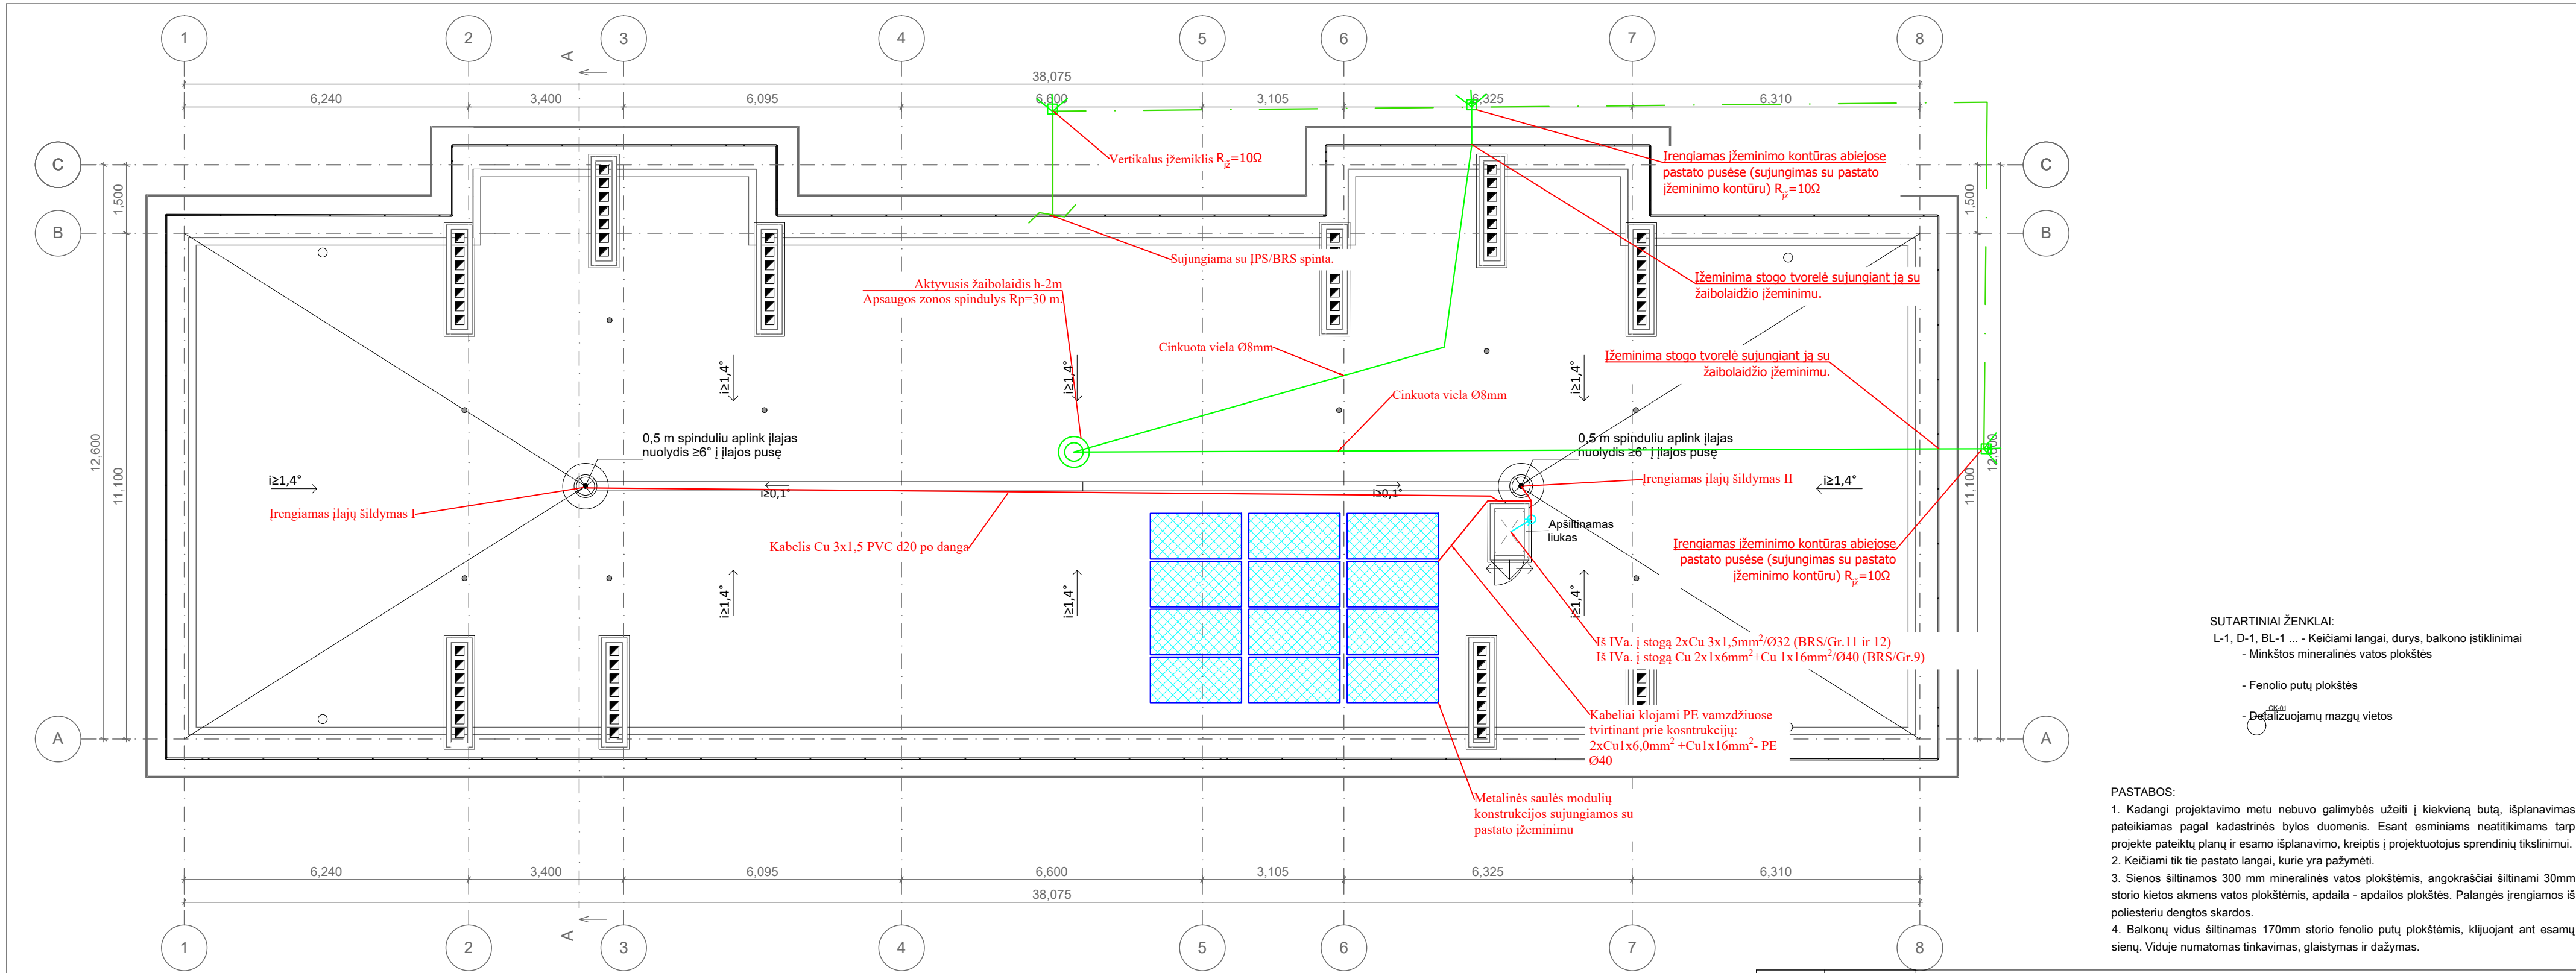 1 2 3 4 5 6 7 8
A
38,075
6,240 3,400 6,095 6,600 3,105 6,325 6,310
C
C
B
B
A
A
1,500
12,600
11,100
1,500
12,600
11,100
Vertikalus įžemiklis Rįž=10Ω
Įrengiamas įžeminimo kontūras abiejose
pastato pusėse (sujungimas su pastato
įžeminimo kontūru) Rįž=10Ω
Sujungiama su ĮPS/BRS spinta.
Aktyvusis žaibolaidis h-2m
Apsaugos zonos spindulys Rp=30 m.
Įžeminima stogo tvorelė sujungiant ją su
žaibolaidžio įžeminimu.
Cinkuota viela Ø8mm
Įžeminima stogo tvorelė sujungiant ją su
žaibolaidžio įžeminimu.
Cinkuota viela Ø8mm
i≥1,4°
i≥1,4°
i≥1,4°
0,5 m spinduliu aplink įlajas
nuolydis ≥6° į įlajos pusę
0,5 m spinduliu aplink įlajas
nuolydis ≥6° į įlajos pusę
i≥1,4°
i≥0,1°
i≥0,1°
i≥1,4°
Įrengiamas įlajų šildymas I
Įrengiamas įlajų šildymas II
Kabelis Cu 3x1,5 PVC d20 po danga
Apšiltinamas
liukas
Įrengiamas įžeminimo kontūras abiejose
pastato pusėse (sujungimas su pastato
įžeminimo kontūru) Rįž=10Ω
i≥1,4°
i≥1,4°
i≥1,4°
Iš IVa. į stogą 2xCu 3x1,5mm²/Ø32 (BRS/Gr.11 ir 12)
Iš IVa. į stogą Cu 2x1x6mm²+Cu 1x16mm²/Ø40 (BRS/Gr.9)
Kabeliai klojami PE vamzdžiuose
tvirtinant prie kosntrukcijų:
2xCu1x6,0mm² +Cu1x16mm²- PE
Ø40
Metalinės saulės modulių
konstrukcijos sujungiamos su
pastato įžeminimu
6,240 3,400 6,095 6,600 3,105 6,325 6,310
38,075
A
1 2 3 4 5 6 7 8
SUTARTINIAI ŽENKLAI:
L-1, D-1, BL-1 ... - Keičiami langai, durys, balkono įstiklinimai
- Minkštos mineralinės vatos plokštės
- Fenolio putų plokštės
CK-01
- Detalizuojamų mazgų vietos
PASTABOS:
1. Kadangi projektavimo metu nebuvo galimybės užeiti į kiekvieną butą, išplanavimas
pateikiamas pagal kadastrinės bylos duomenis. Esant esminiams neatitikimams tarp
projekte pateiktų planų ir esamo išplanavimo, kreiptis į projektuotojus sprendinių tikslinimui.
2. Keičiami tik tie pastato langai, kurie yra pažymėti.
3. Sienos šiltinamos 300 mm mineralinės vatos plokštėmis, angokraščiai šiltinami 30mm
storio kietos akmens vatos plokštėmis, apdaila - apdailos plokštės. Palangės įrengiamos iš
poliesteriu dengtos skardos.
4. Balkonų vidus šiltinamas 170mm storio fenolio putų plokštėmis, klijuojant ant esamų
sienų. Viduje numatomas tinkavimas, glaistymas ir dažymas.